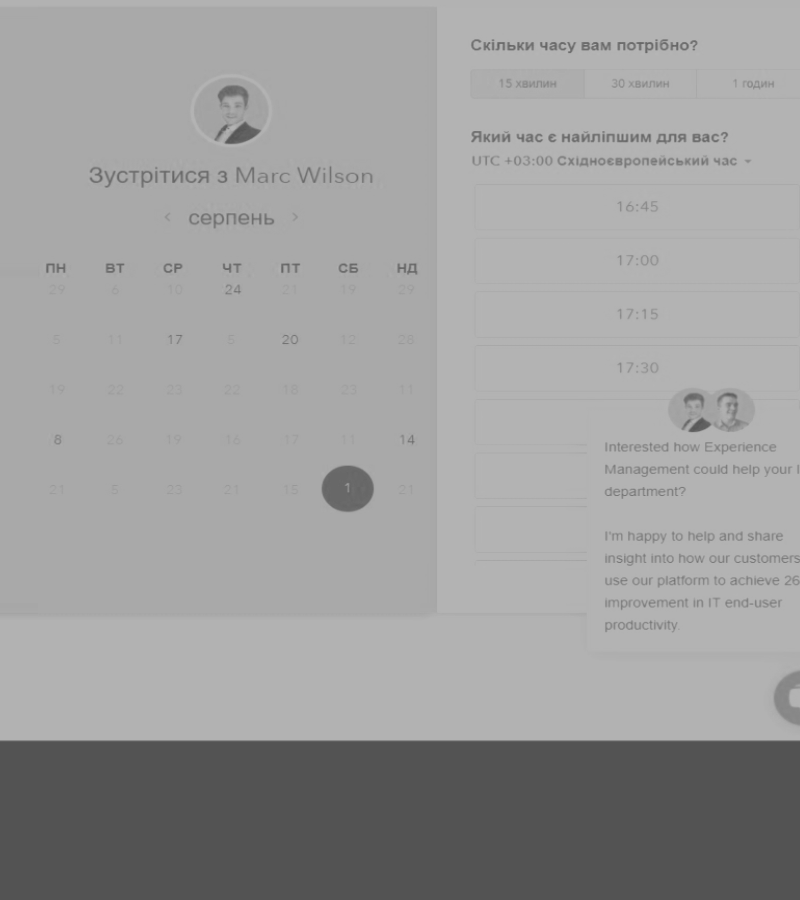 Зустрітися з Marc Wilson
серпень
ПН ВТ СР ЧТ ПТ СБ НД
29 6 10 24 21 19 29
5 11 17 5 20 12 28
19 22 23 22 18 23 11
8 26 19 16 17 11 14
21 5 23 21 15 1 21
Скільки часу вам потрібно?
15 хвилин 30 хвилин 1 годин
Який час є найліпшим для вас?
UTC +03:00 Східноєвропейський час
16:45
17:00
17:15
17:30
Interested how Experience
Management could help your I
department?
I'm happy to help and share
insight into how our customers
use our platform to achieve 26
improvement in IT end-user
productivity.